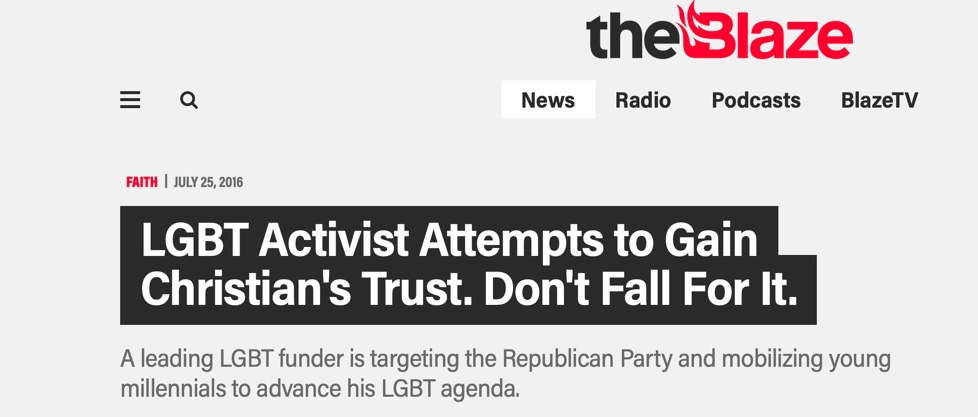 theBlaze
News Radio Podcasts BlazeTV
FAITH | JULY 25, 2016
LGBT Activist Attempts to Gain
Christian's Trust. Don't Fall For It.
A leading LGBT funder is targeting the Republican Party and mobilizing young
millennials to advance his LGBT agenda.